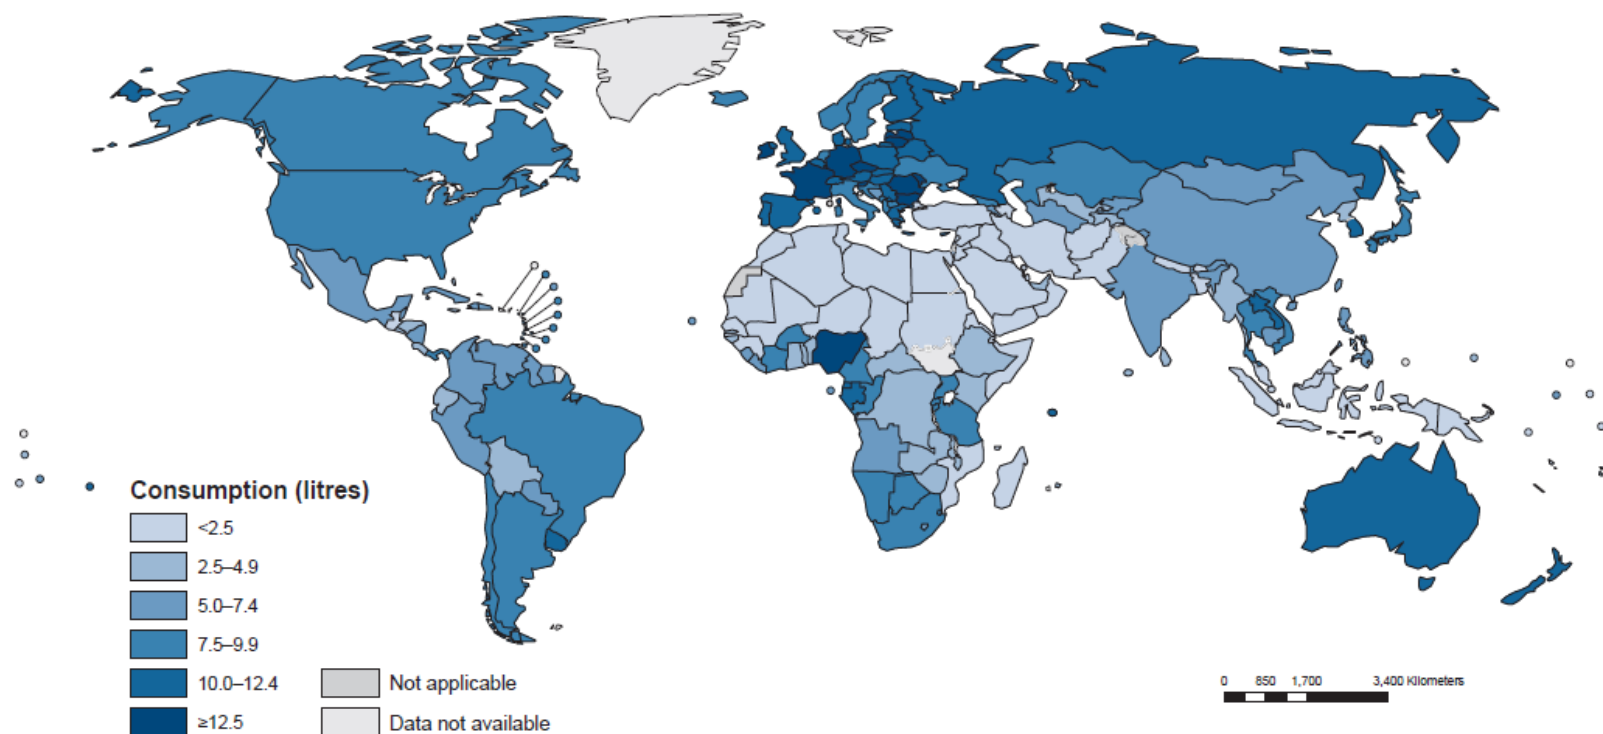 Consumption (litres)
<2.5
2.5–4.9
5.0–7.4
7.5–9.9
10.0–12.4
≥12.5
Not applicable
Data not available
0 850 1,700 3,400 Kilometers